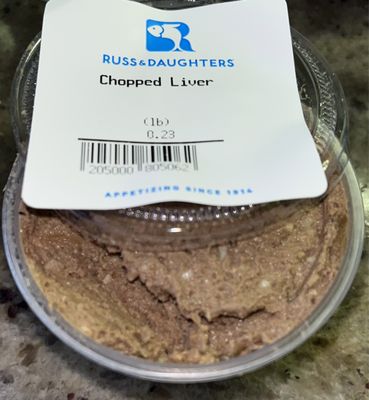 RUSS&DAUGHTERS
Chopped Liver
(lb)
0.23
205000 805062
APPETIZING SINCE 1914